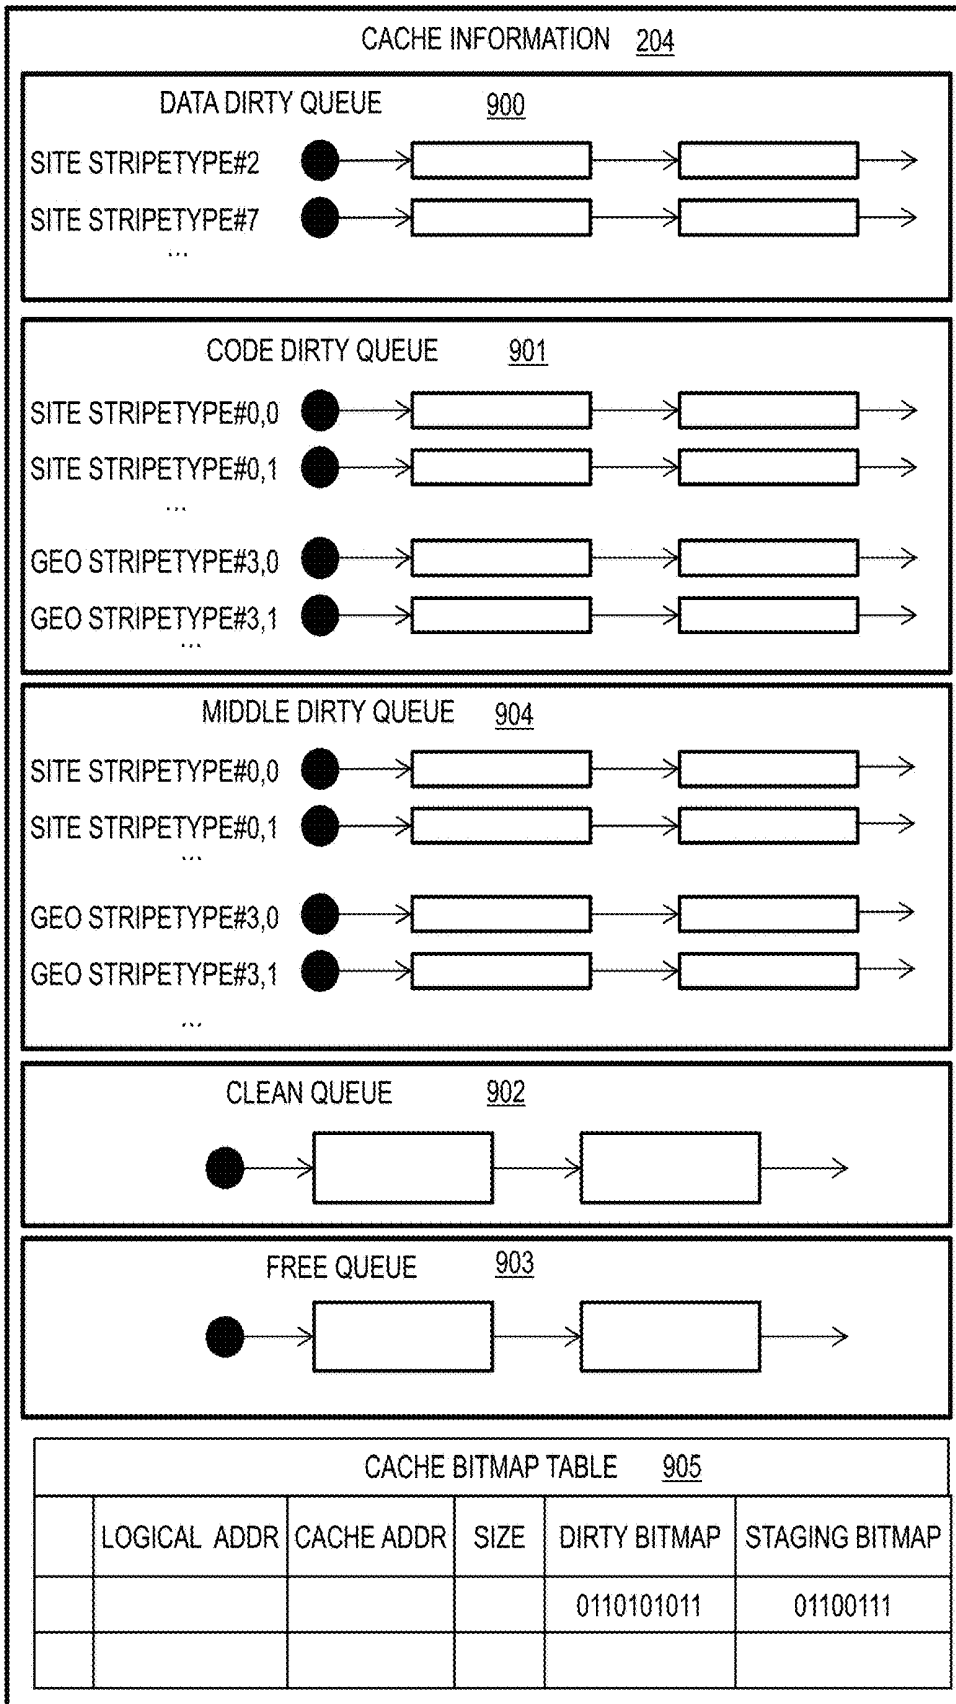 CACHE INFORMATION 204
DATA DIRTY QUEUE 900
SITE STRIPETYPE#2
SITE STRIPETYPE#7
...
CODE DIRTY QUEUE 901
SITE STRIPETYPE#0,0
SITE STRIPETYPE#0,1
...
GEO STRIPETYPE#3,0
GEO STRIPETYPE#3,1
...
MIDDLE DIRTY QUEUE 904
SITE STRIPETYPE#0,0
SITE STRIPETYPE#0,1
...
GEO STRIPETYPE#3,0
GEO STRIPETYPE#3,1
...
CLEAN QUEUE 902
FREE QUEUE 903
CACHE BITMAP TABLE 905
LOGICAL ADDR CACHE ADDR SIZE DIRTY BITMAP STAGING BITMAP
0110101011 01100111